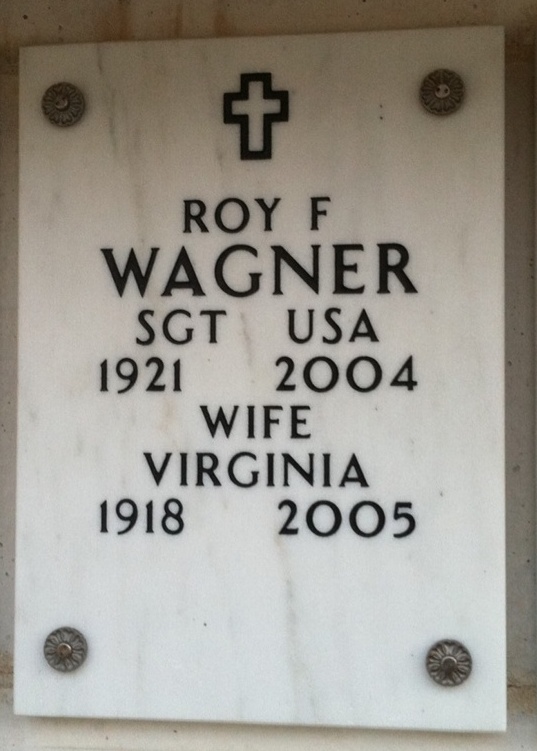 ROY F
WAGNER
SGT USA
1921 2004
WIFE
VIRGINIA
1918 2005